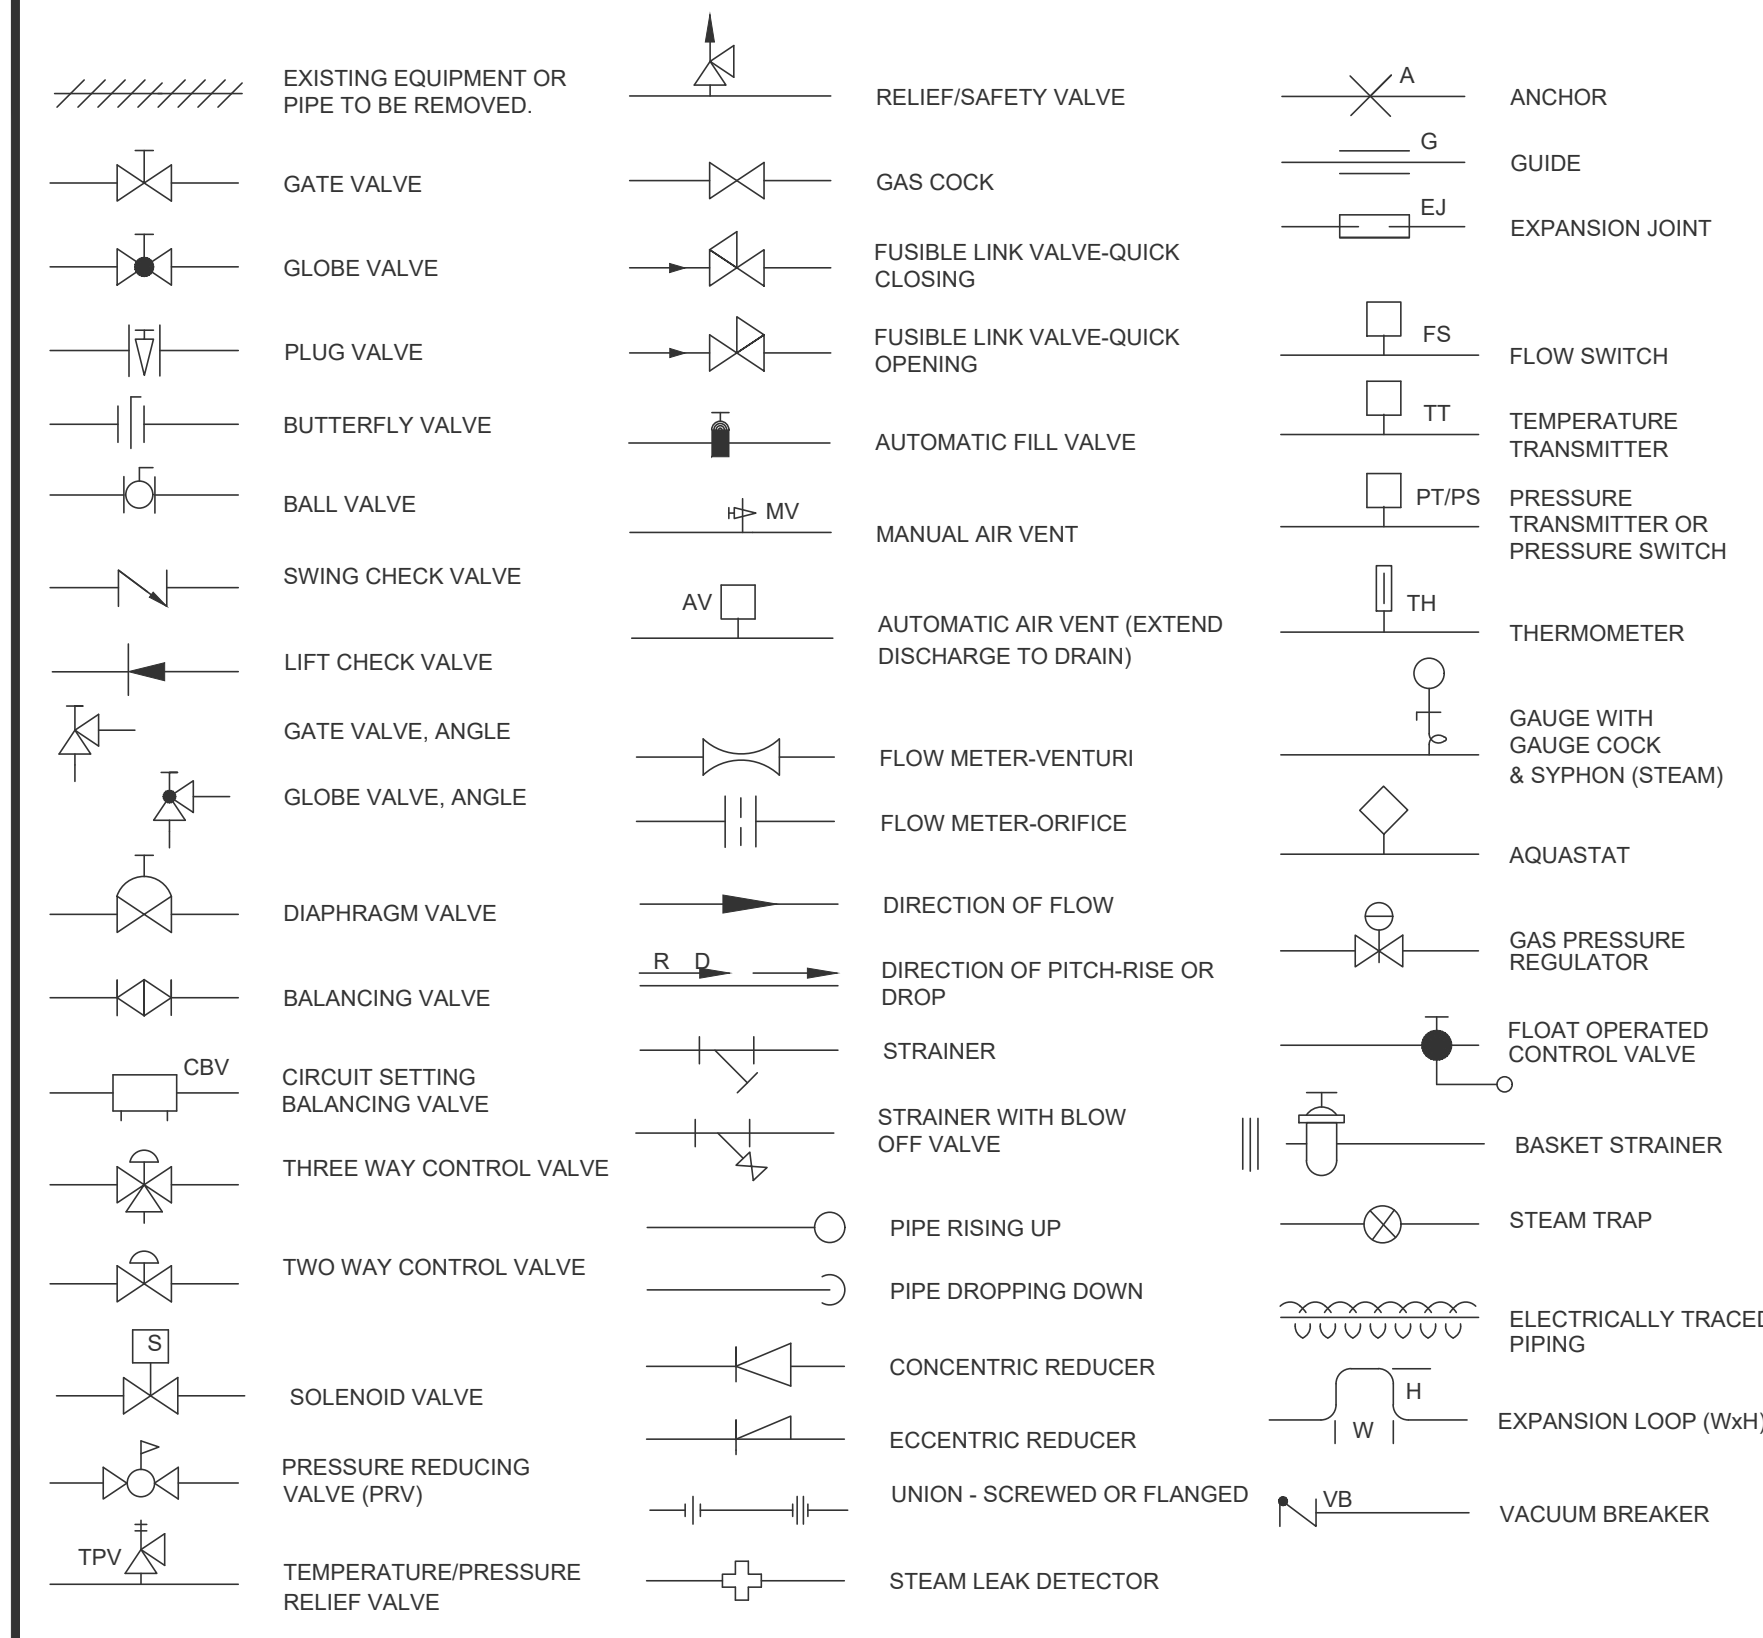 EXISTING EQUIPMENT OR
PIPE TO BE REMOVED.
GATE VALVE
GLOBE VALVE
PLUG VALVE
BUTTERFLY VALVE
BALL VALVE
SWING CHECK VALVE
LIFT CHECK VALVE
GATE VALVE, ANGLE
GLOBE VALVE, ANGLE
DIAPHRAGM VALVE
BALANCING VALVE
CBV
CIRCUIT SETTING
BALANCING VALVE
THREE WAY CONTROL VALVE
TWO WAY CONTROL VALVE
S
SOLENOID VALVE
PRESSURE REDUCING
VALVE (PRV)
TPV
TEMPERATURE/PRESSURE
RELIEF VALVE
RELIEF/SAFETY VALVE
GAS COCK
FUSIBLE LINK VALVE-QUICK
CLOSING
FUSIBLE LINK VALVE-QUICK
OPENING
AUTOMATIC FILL VALVE
MV
MANUAL AIR VENT
AV
AUTOMATIC AIR VENT (EXTEND
DISCHARGE TO DRAIN)
FLOW METER-VENTURI
FLOW METER-ORIFICE
DIRECTION OF FLOW
R D
DIRECTION OF PITCH-RISE OR
DROP
STRAINER
STRAINER WITH BLOW
OFF VALVE
PIPE RISING UP
PIPE DROPPING DOWN
CONCENTRIC REDUCER
ECCENTRIC REDUCER
UNION - SCREWED OR FLANGED
STEAM LEAK DETECTOR
A
ANCHOR
G
GUIDE
EJ
EXPANSION JOINT
FS
FLOW SWITCH
TT
TEMPERATURE
TRANSMITTER
PT/PS
PRESSURE
TRANSMITTER OR
PRESSURE SWITCH
TH
THERMOMETER
GAUGE WITH
GAUGE COCK
& SYPHON (STEAM)
AQUASTAT
GAS PRESSURE
REGULATOR
FLOAT OPERATED
CONTROL VALVE
BASKET STRAINER
STEAM TRAP
ELECTRICALLY TRACED
PIPING
H
W
EXPANSION LOOP (WxH)
VB
VACUUM BREAKER